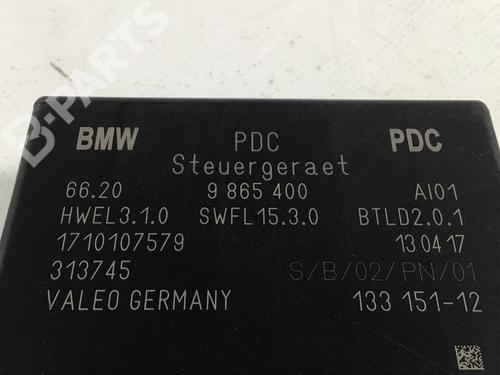 B-PARTS
BMW PDC PDC
Steuergeraet
66.20 9 865 400 AI01
HWEL3.1.0 SWFL15.3.0 BTLD2.0.1
1710107579 13.04.17
313745 S/B/02/PN/01
VALEO GERMANY 133 151-12